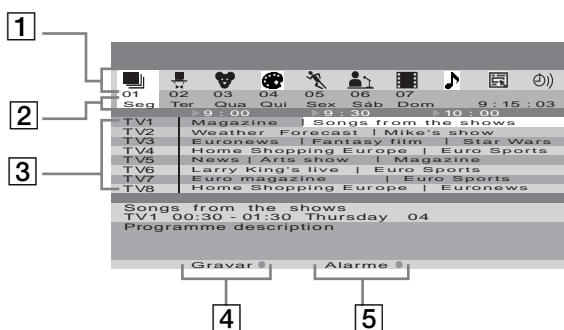 1
01 02 03 04 05 06 07
2
Seg Ter Qua Qui Sex Sáb Dom 9:15:03
9:00 9:30 10:00
TV1 Magazine | Songs from the shows
TV2 Weather Forecast | Mike's show
TV3 Euronews | Fantasy film | Star Wars
TV4 Home Shopping Europe | Euro Sports
3
TV5 News | Arts show | Magazine
TV6 Larry King's live | Euro Sports
TV7 Euro magazine | Euro Sports
TV8 Home Shopping Europe | Euronews
Songs from the shows
TV1 00:30 - 01:30 Thursday 04
Programme description
Gravar Alarme
4 5